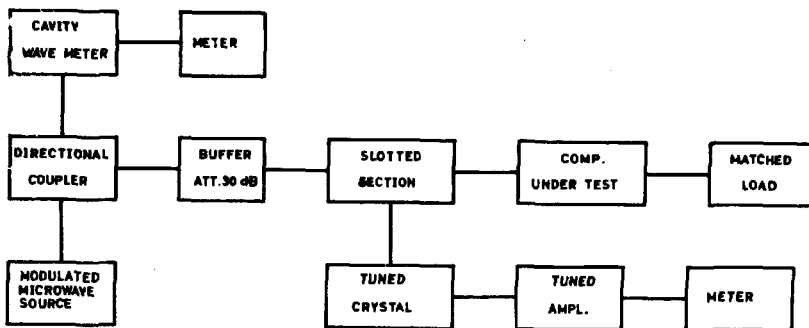 CAVITY
WAVE METER
METER
DIRECTIONAL
COUPLER
BUFFER
ATT.30 dB
SLOTTED
SECTION
COMP.
UNDER TEST
MATCHED
LOAD
MODULATED
MICROWAVE
SOURCE
TUNED
CRYSTAL
TUNED
AMPL.
METER